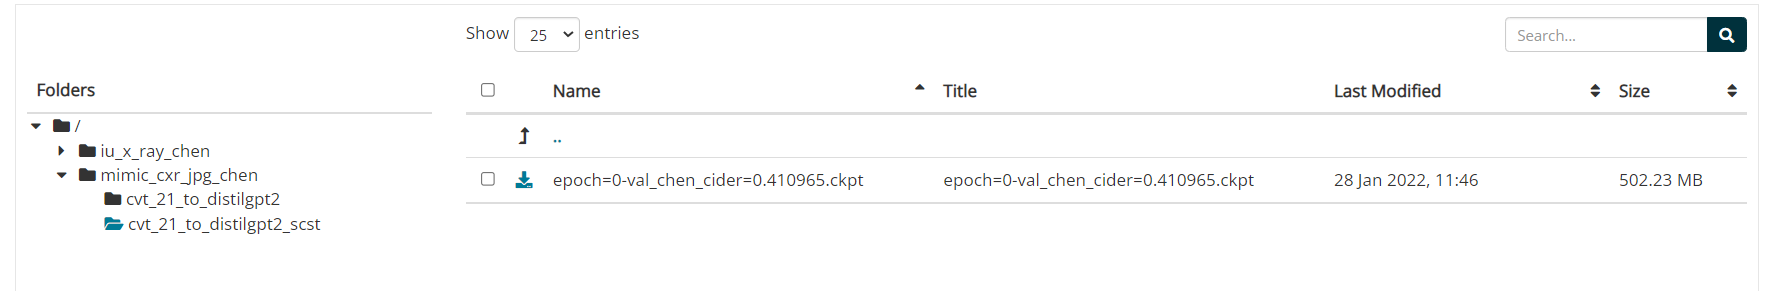 Show 25 entries
Search...
Folders
Name Title Last Modified Size
/
..
iu_x_ray_chen
mimic_cxr_jpg_chen
epoch=0-val_chen_cider=0.410965.ckpt epoch=0-val_chen_cider=0.410965.ckpt 28 Jan 2022, 11:46 502.23 MB
cvt_21_to_distilgpt2
cvt_21_to_distilgpt2_scst